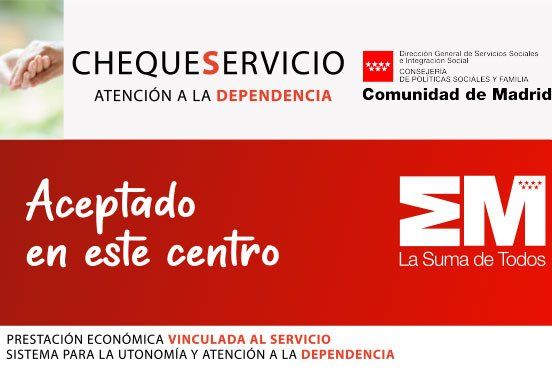 CHEQUESERVICIO
ATENCIÓN A LA DEPENDENCIA
Dirección General de Servicios Sociales
e Integración Social
CONSEJERÍA
DE POLÍTICAS SOCIALES Y FAMILIA
Comunidad de Madrid
Aceptado
en este centro
EM
La Suma de Todos
PRESTACIÓN ECONÓMICA VINCULADA AL SERVICIO
SISTEMA PARA LA UTONOMÍA Y ATENCIÓN A LA DEPENDENCIA